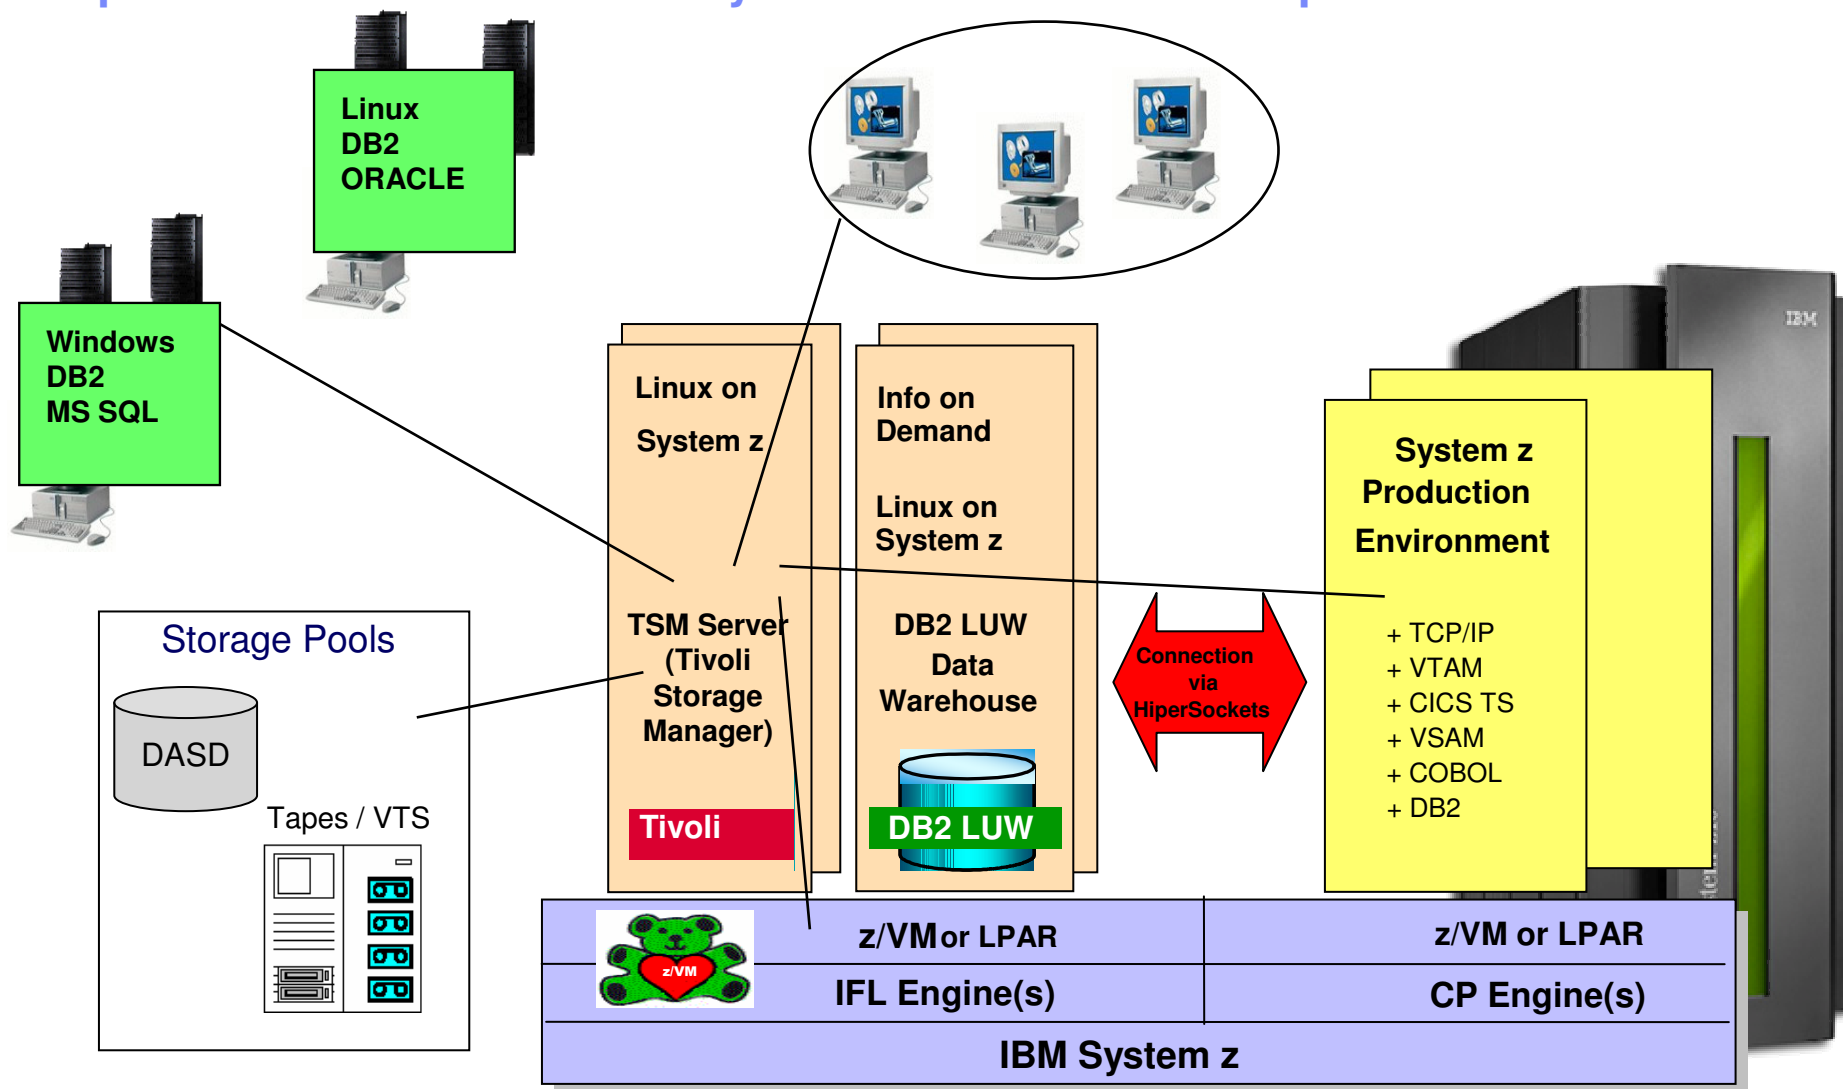 Linux
DB2
ORACLE
Windows
DB2
MS SQL
IBM
Linux on
System z
TSM Server
(Tivoli
Storage
Manager)
Tivoli
Info on
Demand
Linux on
System z
DB2 LUW
Data
Warehouse
DB2 LUW
Connection
via
HiperSockets
System z
Production
Environment
+ TCP/IP
+ VTAM
+ CICS TS
+ VSAM
+ COBOL
+ DB2
Storage Pools
DASD
Tapes / VTS
z/VM
z/VM or LPAR
z/VM or LPAR
IFL Engine(s)
CP Engine(s)
IBM System z